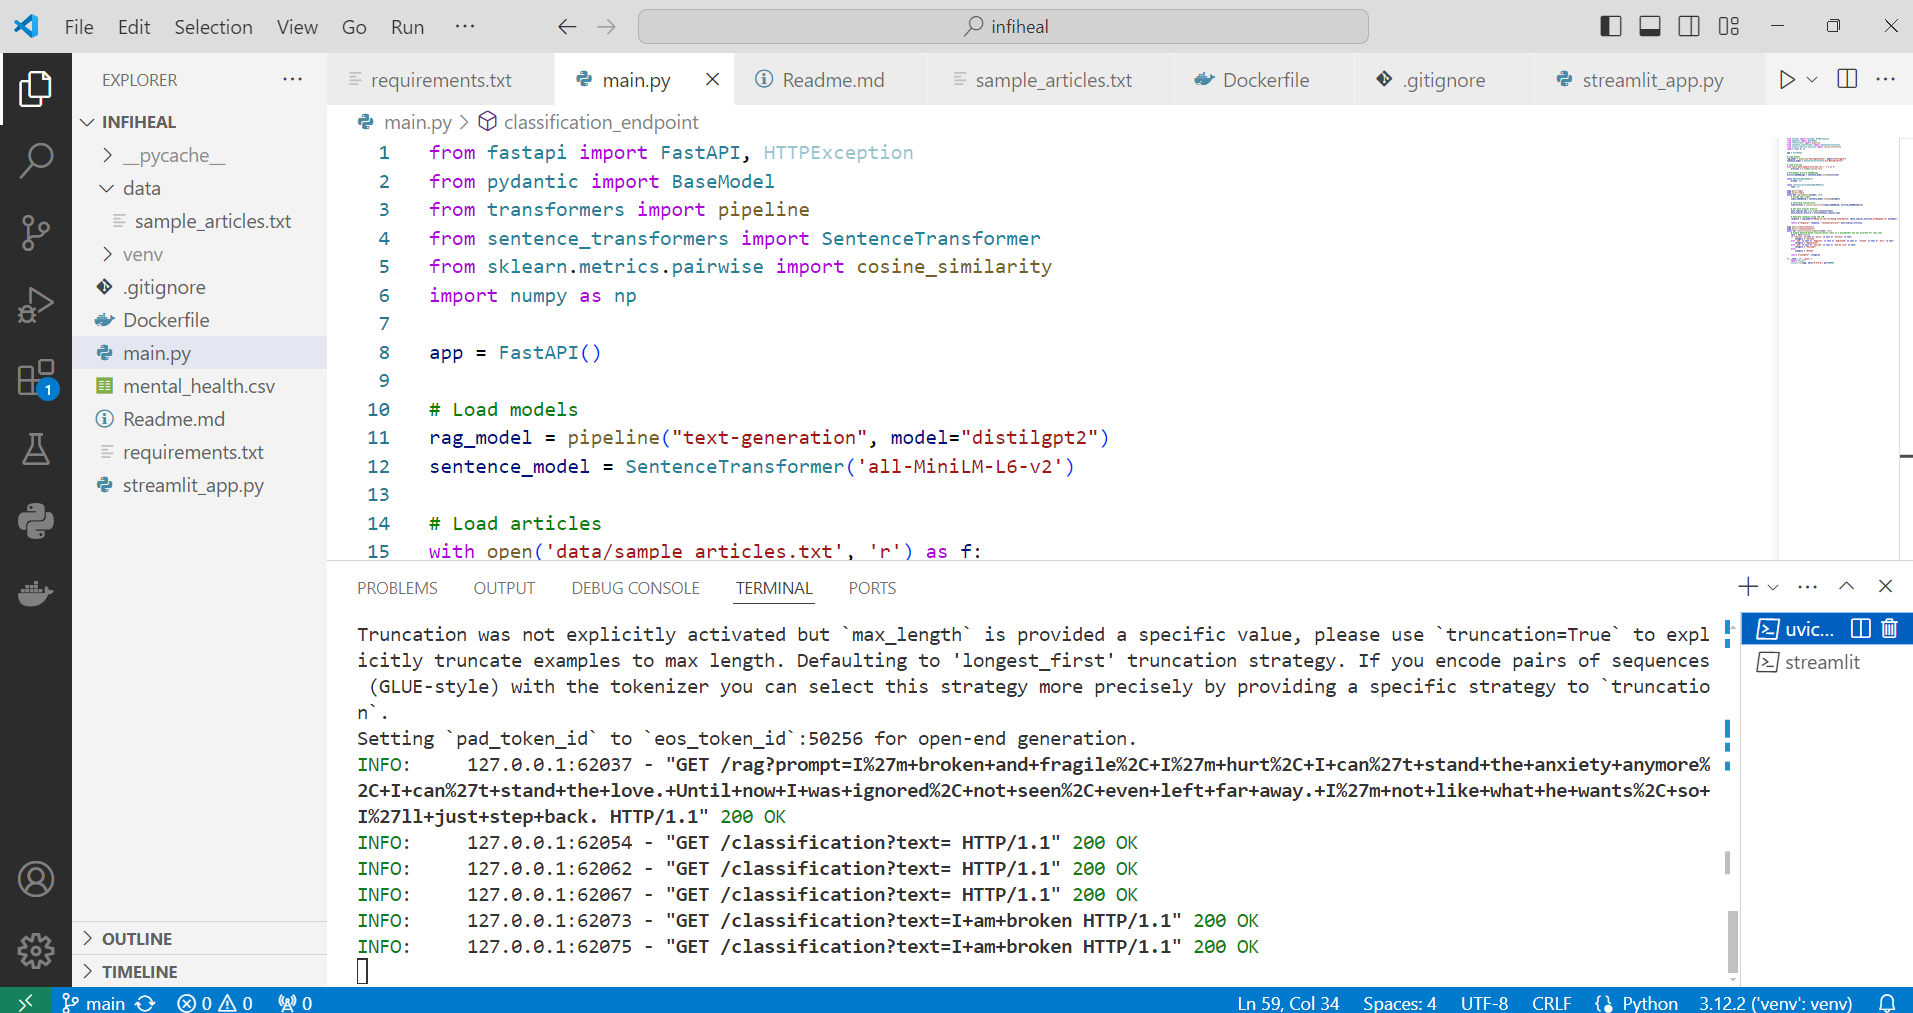 File Edit Selection View Go Run ··· infiheal
EXPLORER ···
INFIHEAL
__pycache__
data
sample_articles.txt
venv
.gitignore
Dockerfile
main.py
mental_health.csv
Readme.md
requirements.txt
streamlit_app.py
OUTLINE
TIMELINE
1
requirements.txt main.py Readme.md sample_articles.txt Dockerfile .gitignore streamlit_app.py
main.py > classification_endpoint
1 from fastapi import FastAPI, HTTPException
2 from pydantic import BaseModel
3 from transformers import pipeline
4 from sentence_transformers import SentenceTransformer
5 from sklearn.metrics.pairwise import cosine_similarity
6 import numpy as np
7
8 app = FastAPI()
9
10 # Load models
11 rag_model = pipeline("text-generation", model="distilgpt2")
12 sentence_model = SentenceTransformer('all-MiniLM-L6-v2')
13
14 # Load articles
15 with open('data/sample_articles.txt', 'r') as f:
PROBLEMS OUTPUT DEBUG CONSOLE TERMINAL PORTS
Truncation was not explicitly activated but `max_length` is provided a specific value, please use `truncation=True` to expl
icitly truncate examples to max length. Defaulting to 'longest_first' truncation strategy. If you encode pairs of sequences
(GLUE-style) with the tokenizer you can select this strategy more precisely by providing a specific strategy to `truncatio
n`.
Setting `pad_token_id` to `eos_token_id`:50256 for open-end generation.
INFO: 127.0.0.1:62037 - "GET /rag?prompt=I%27m+broken+and+fragile%2C+I%27m+hurt%2C+I+can%27t+stand+the+anxiety+anymore%
2C+I+can%27t+stand+the+love.+Until+now+I+was+ignored%2C+not+seen%2C+even+left+far+away.+I%27m+not+like+what+he+wants%2C+so+
I%27ll+just+step+back. HTTP/1.1" 200 OK
INFO: 127.0.0.1:62054 - "GET /classification?text= HTTP/1.1" 200 OK
INFO: 127.0.0.1:62062 - "GET /classification?text= HTTP/1.1" 200 OK
INFO: 127.0.0.1:62067 - "GET /classification?text= HTTP/1.1" 200 OK
INFO: 127.0.0.1:62073 - "GET /classification?text=I+am+broken HTTP/1.1" 200 OK
INFO: 127.0.0.1:62075 - "GET /classification?text=I+am+broken HTTP/1.1" 200 OK
uvic...
streamlit
main 0 0 0 Ln 59, Col 34 Spaces: 4 UTF-8 CRLF Python 3.12.2 ('venv': venv)